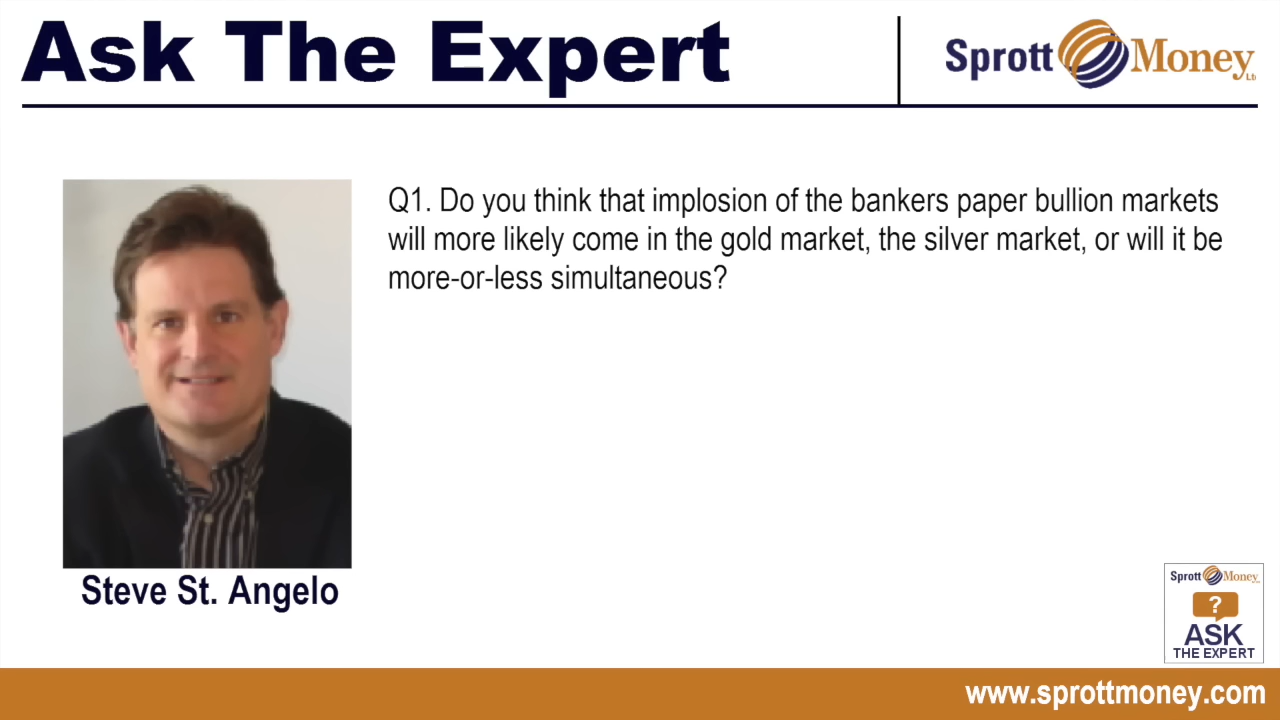 Ask The Expert
Sprott Money
Ltd
Q1. Do you think that implosion of the bankers paper bullion markets
will more likely come in the gold market, the silver market, or will it be
more-or-less simultaneous?
Steve St. Angelo
Sprott Money
?
ASK
THE EXPERT
www.sprottmoney.com